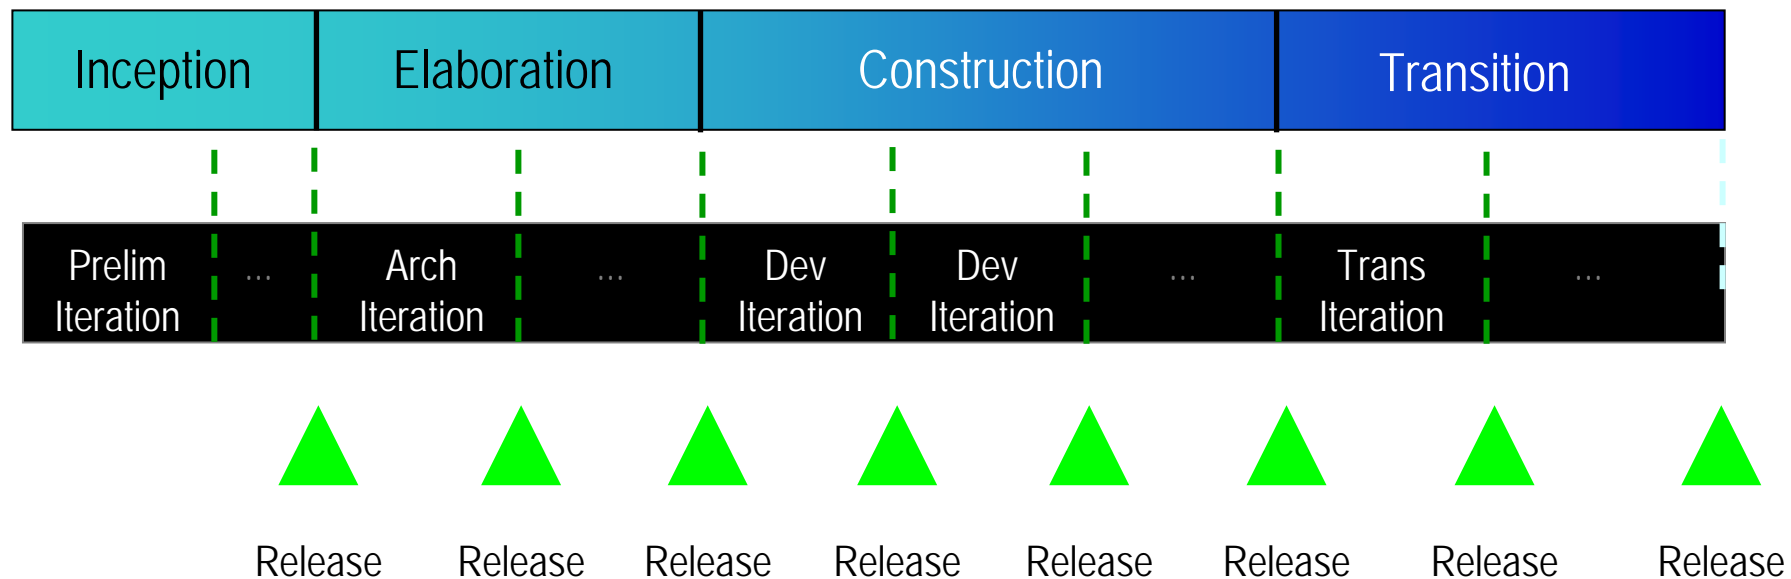 Inception Elaboration Construction Transition
Prelim ... Arch ... Dev Dev ... Trans ...
Iteration Iteration Iteration Iteration Iteration
Release Release Release Release Release Release Release Release